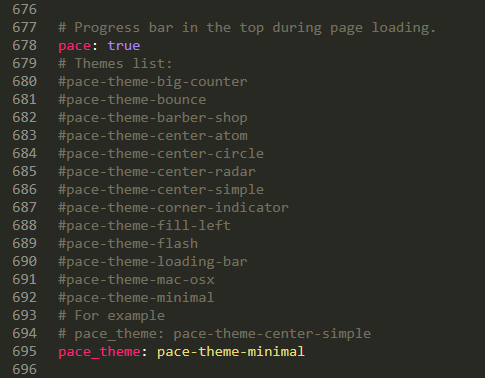 676
677 # Progress bar in the top during page loading.
678 pace: true
679 # Themes list:
680 #pace-theme-big-counter
681 #pace-theme-bounce
682 #pace-theme-barber-shop
683 #pace-theme-center-atom
684 #pace-theme-center-circle
685 #pace-theme-center-radar
686 #pace-theme-center-simple
687 #pace-theme-corner-indicator
688 #pace-theme-fill-left
689 #pace-theme-flash
690 #pace-theme-loading-bar
691 #pace-theme-mac-osx
692 #pace-theme-minimal
693 # For example
694 # pace_theme: pace-theme-center-simple
695 pace_theme: pace-theme-minimal
696